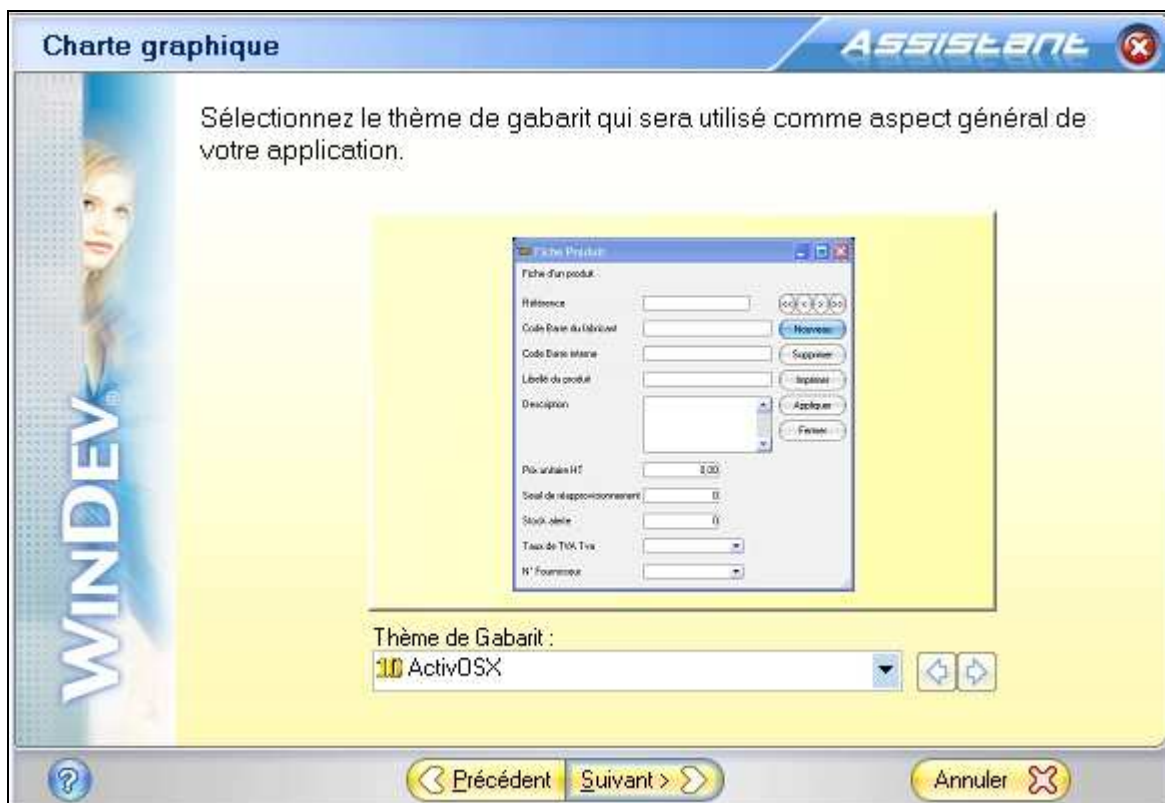 Charte graphique
Assistant
Sélectionnez le thème de gabarit qui sera utilisé comme aspect général de
votre application.
Fiche Produit
Fiche d'un produit
Référence
<< < > >>
Code Barre du fabricant
Nouveau
Code Barre interne
Supprimer
Libellé du produit
Imprimer
Description
Appliquer
Fermer
Prix unitaire HT
0,00
Seuil de réapprovisionnement
0
Stock alerte
0
Taux de TVA Tva
N° Fournisseur
WINDEV®
Thème de Gabarit :
10 ActivOSX
?
Précédent
Suivant >
Annuler